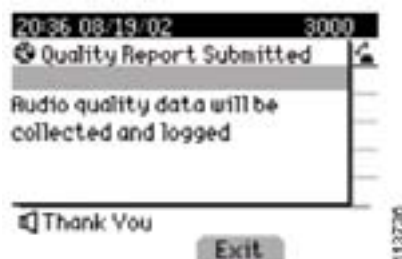 20:36 08/19/02 3000
Quality Report Submitted
Audio quality data will be
collected and logged
Thank You
Exit